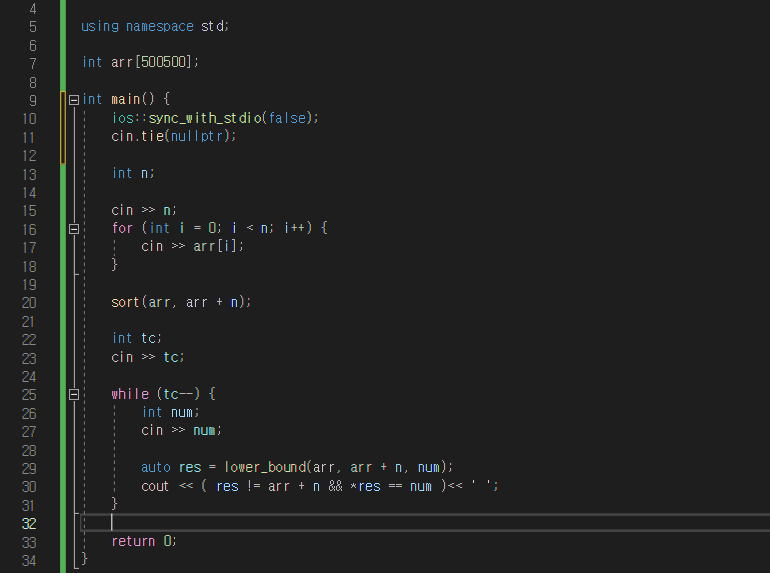 4
5 using namespace std;
6
7 int arr[500500];
8
9 int main() {
10 ios::sync_with_stdio(false);
11 cin.tie(nullptr);
12
13 int n;
14
15 cin >> n;
16 for (int i = 0; i < n; i++) {
17 cin >> arr[i];
18 }
19
20 sort(arr, arr + n);
21
22 int tc;
23 cin >> tc;
24
25 while (tc--) {
26 int num;
27 cin >> num;
28
29 auto res = lower_bound(arr, arr + n, num);
30 cout << ( res != arr + n && *res == num )<< ' ';
31 }
32
33 return 0;
34 }